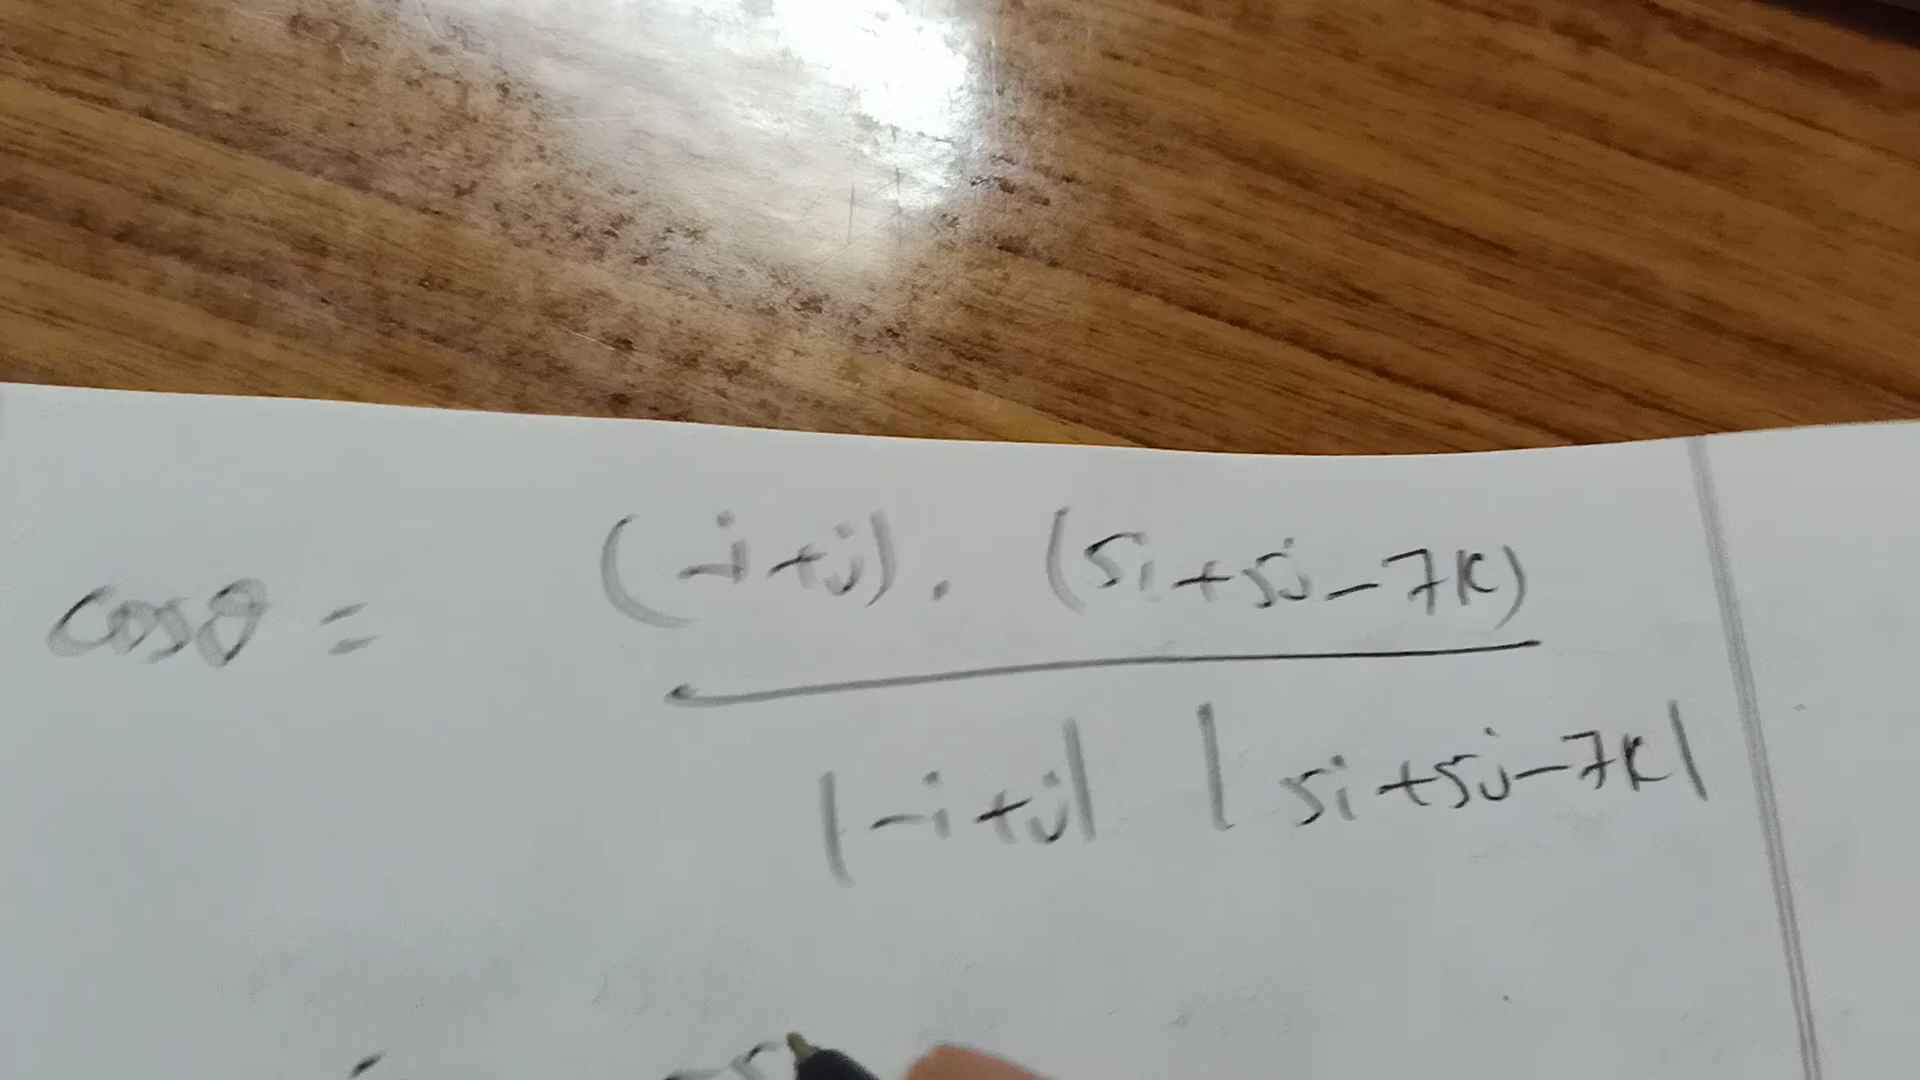 cosθ = (-i+j) . (5i+5j-7k)
|-i+j| |5i+5j-7k|